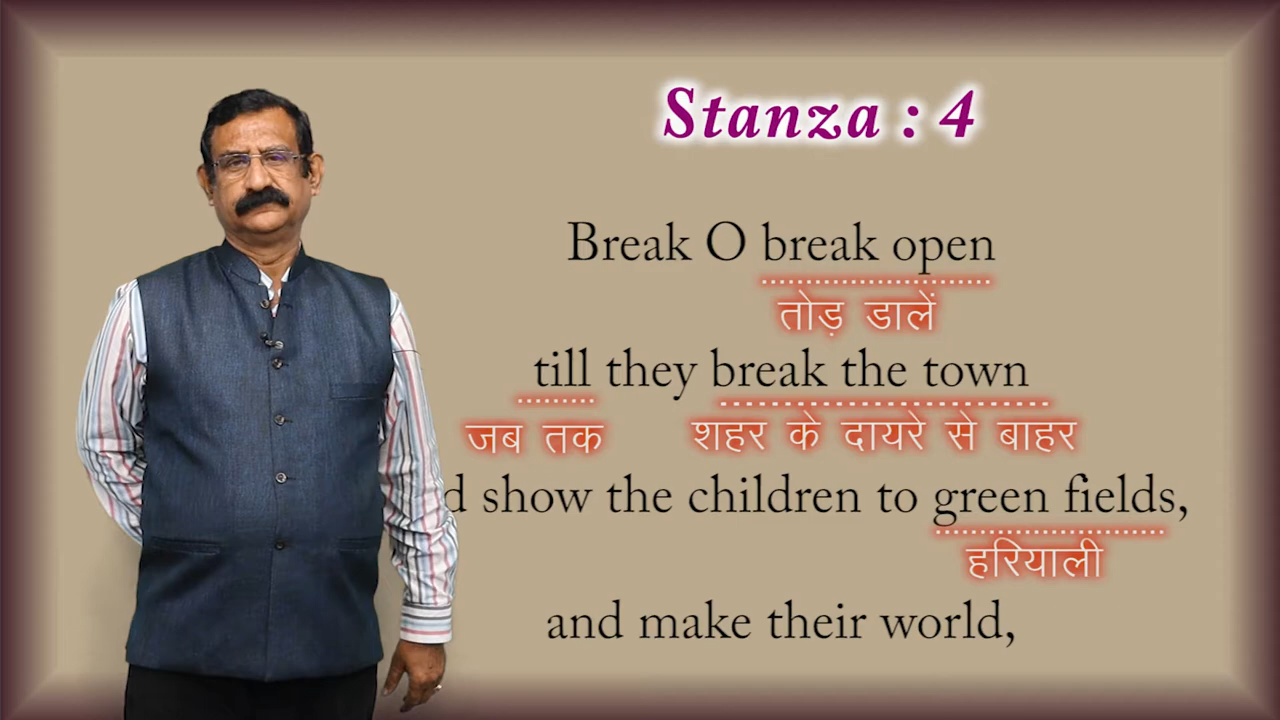 Stanza : 4
Break O break open
तोड़ डालें
till they break the town
जब तक शहर के दायरे से बाहर
d show the children to green fields,
हरियाली
and make their world,